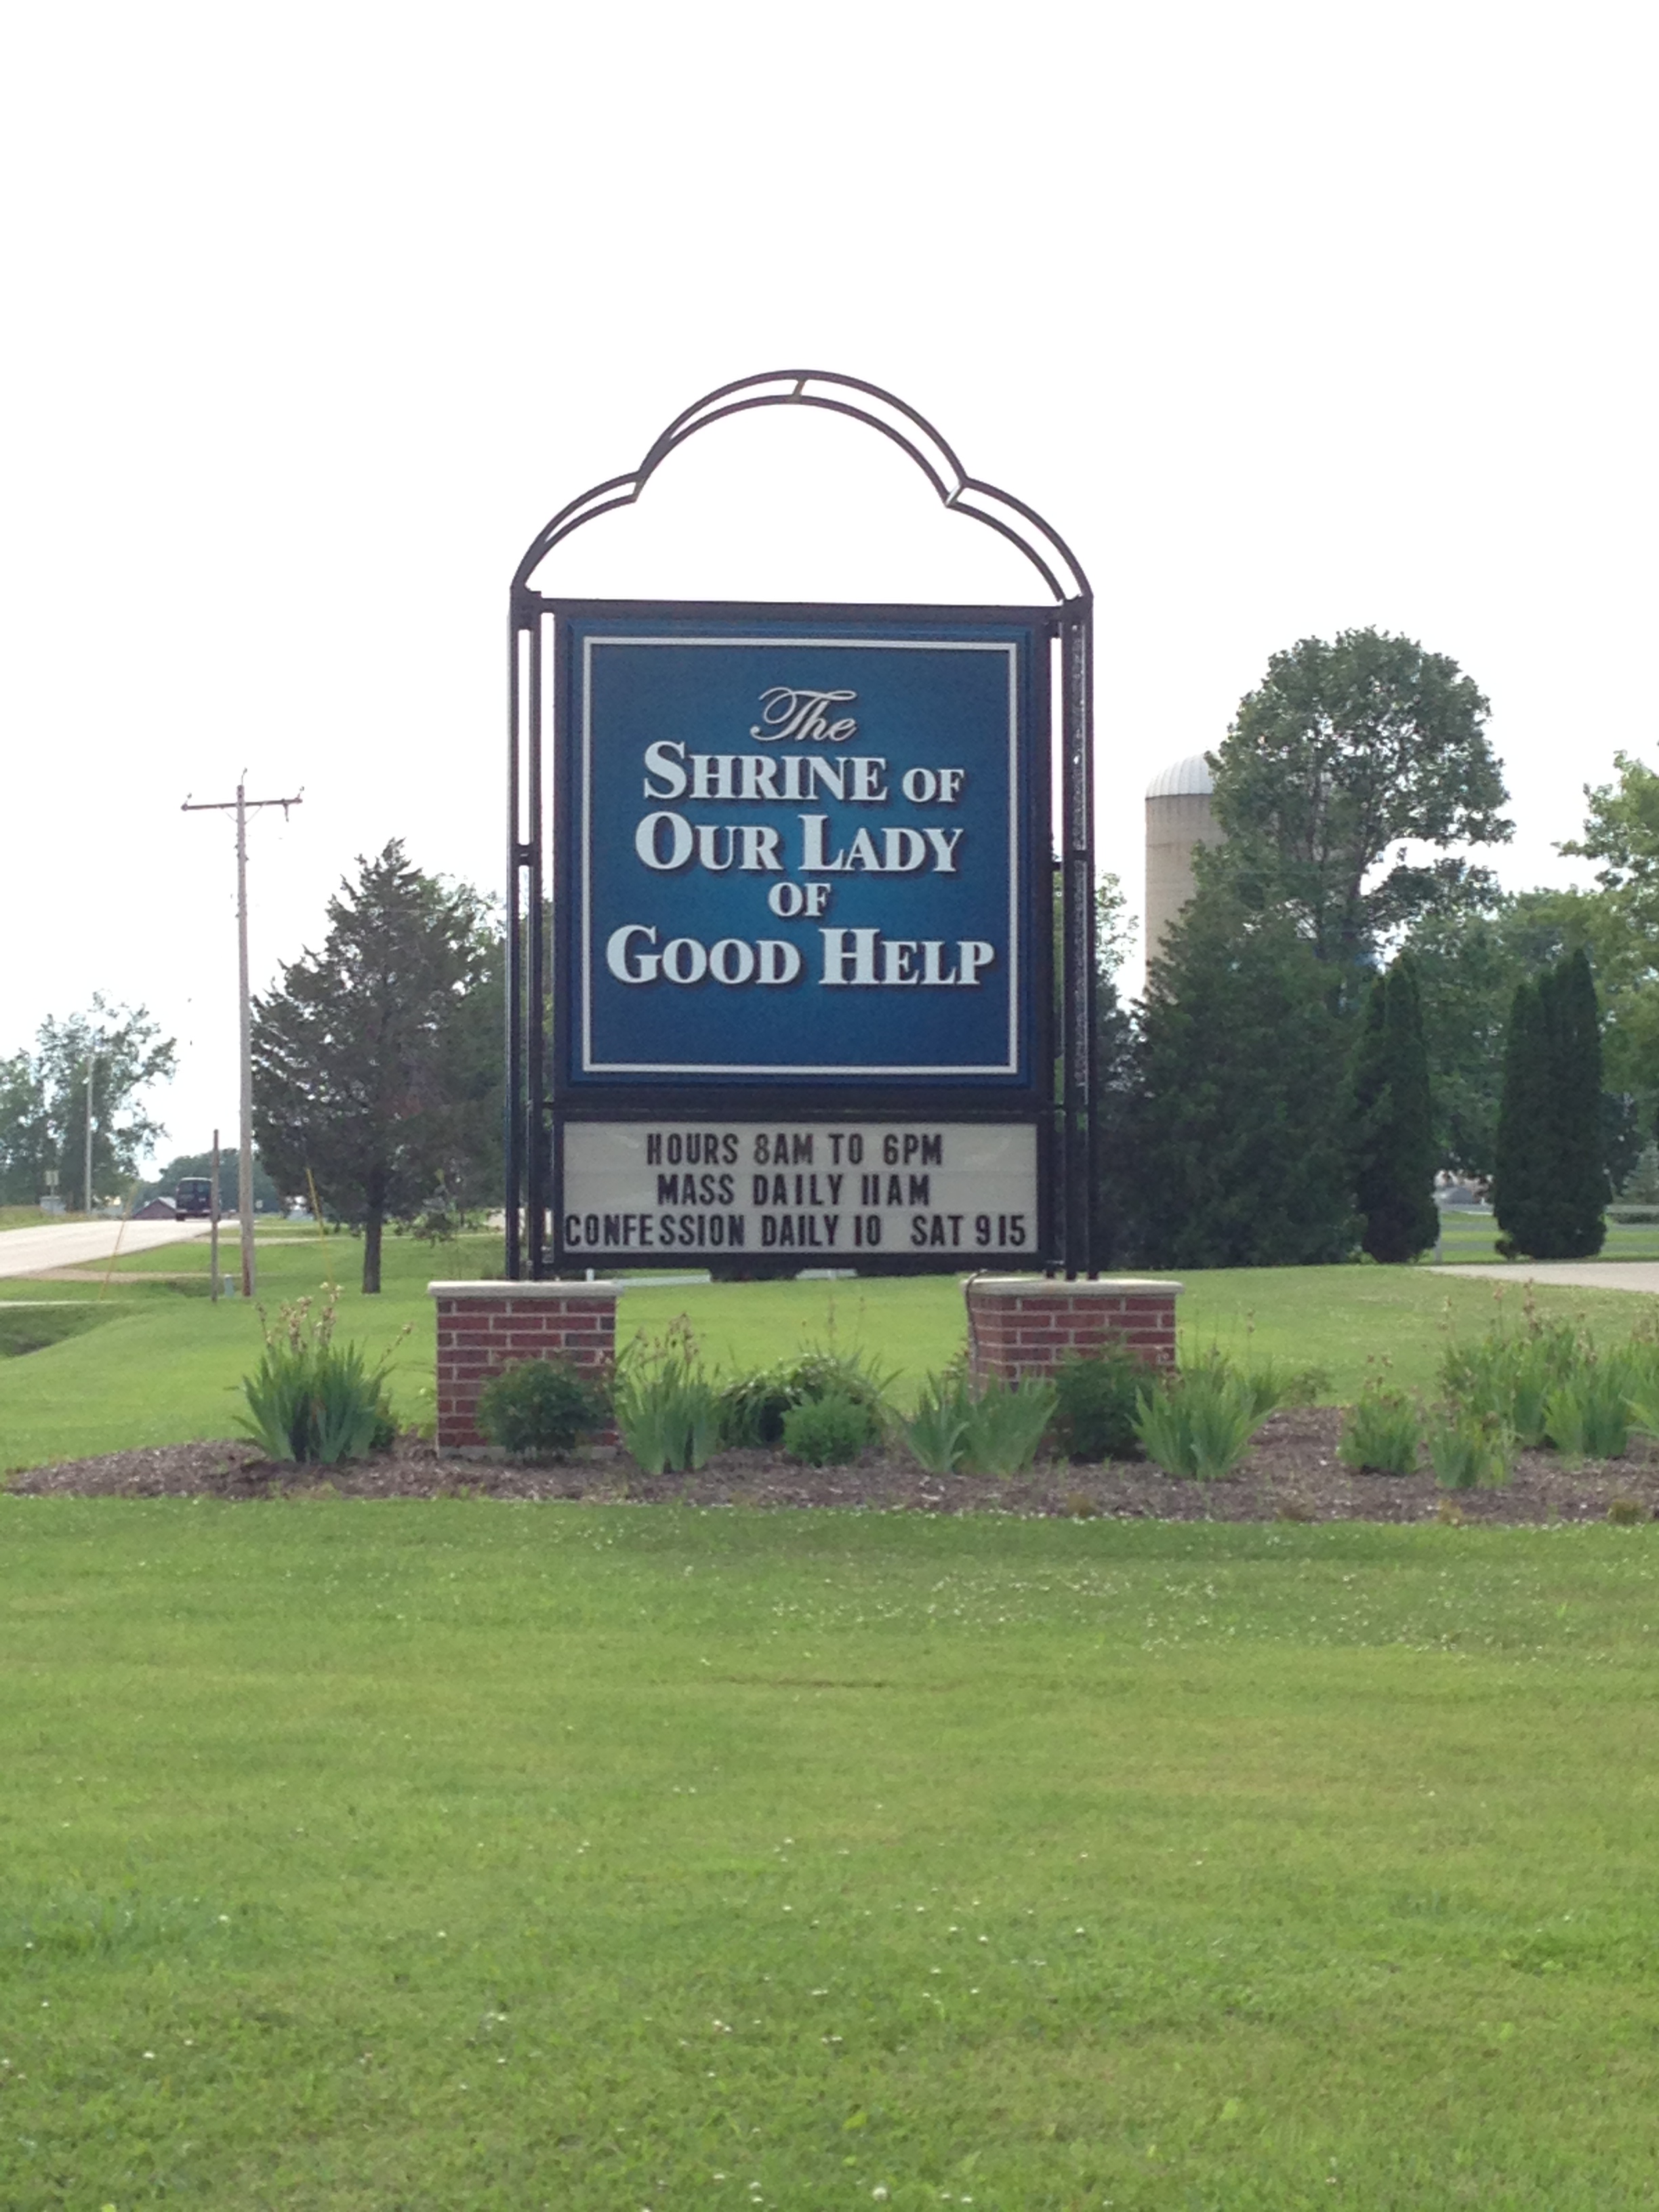 The
SHRINE OF
OUR LADY
OF
GOOD HELP
HOURS 8AM TO 6PM
MASS DAILY 11AM
CONFESSION DAILY 10 SAT 915